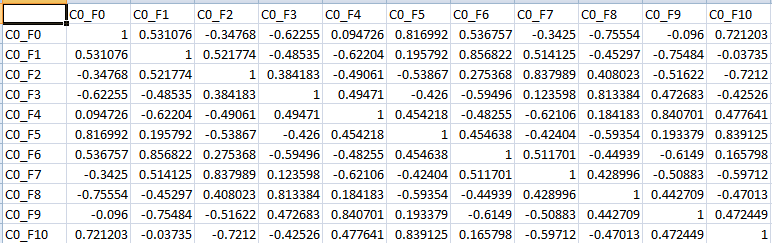 C0_F0 C0_F1 C0_F2 C0_F3 C0_F4 C0_F5 C0_F6 C0_F7 C0_F8 C0_F9 C0_F10
C0_F0 1 0.531076 -0.34768 -0.62255 0.094726 0.816992 0.536757 -0.3425 -0.75554 -0.096 0.721203
C0_F1 0.531076 1 0.521774 -0.48535 -0.62204 0.195792 0.856822 0.514125 -0.45297 -0.75484 -0.03735
C0_F2 -0.34768 0.521774 1 0.384183 -0.49061 -0.53867 0.275368 0.837989 0.408023 -0.51622 -0.7212
C0_F3 -0.62255 -0.48535 0.384183 1 0.49471 -0.426 -0.59496 0.123598 0.813384 0.472683 -0.42526
C0_F4 0.094726 -0.62204 -0.49061 0.49471 1 0.454218 -0.48255 -0.62106 0.184183 0.840701 0.477641
C0_F5 0.816992 0.195792 -0.53867 -0.426 0.454218 1 0.454638 -0.42404 -0.59354 0.193379 0.839125
C0_F6 0.536757 0.856822 0.275368 -0.59496 -0.48255 0.454638 1 0.511701 -0.44939 -0.6149 0.165798
C0_F7 -0.3425 0.514125 0.837989 0.123598 -0.62106 -0.42404 0.511701 1 0.428996 -0.50883 -0.59712
C0_F8 -0.75554 -0.45297 0.408023 0.813384 0.184183 -0.59354 -0.44939 0.428996 1 0.442709 -0.47013
C0_F9 -0.096 -0.75484 -0.51622 0.472683 0.840701 0.193379 -0.6149 -0.50883 0.442709 1 0.472449
C0_F10 0.721203 -0.03735 -0.7212 -0.42526 0.477641 0.839125 0.165798 -0.59712 -0.47013 0.472449 1